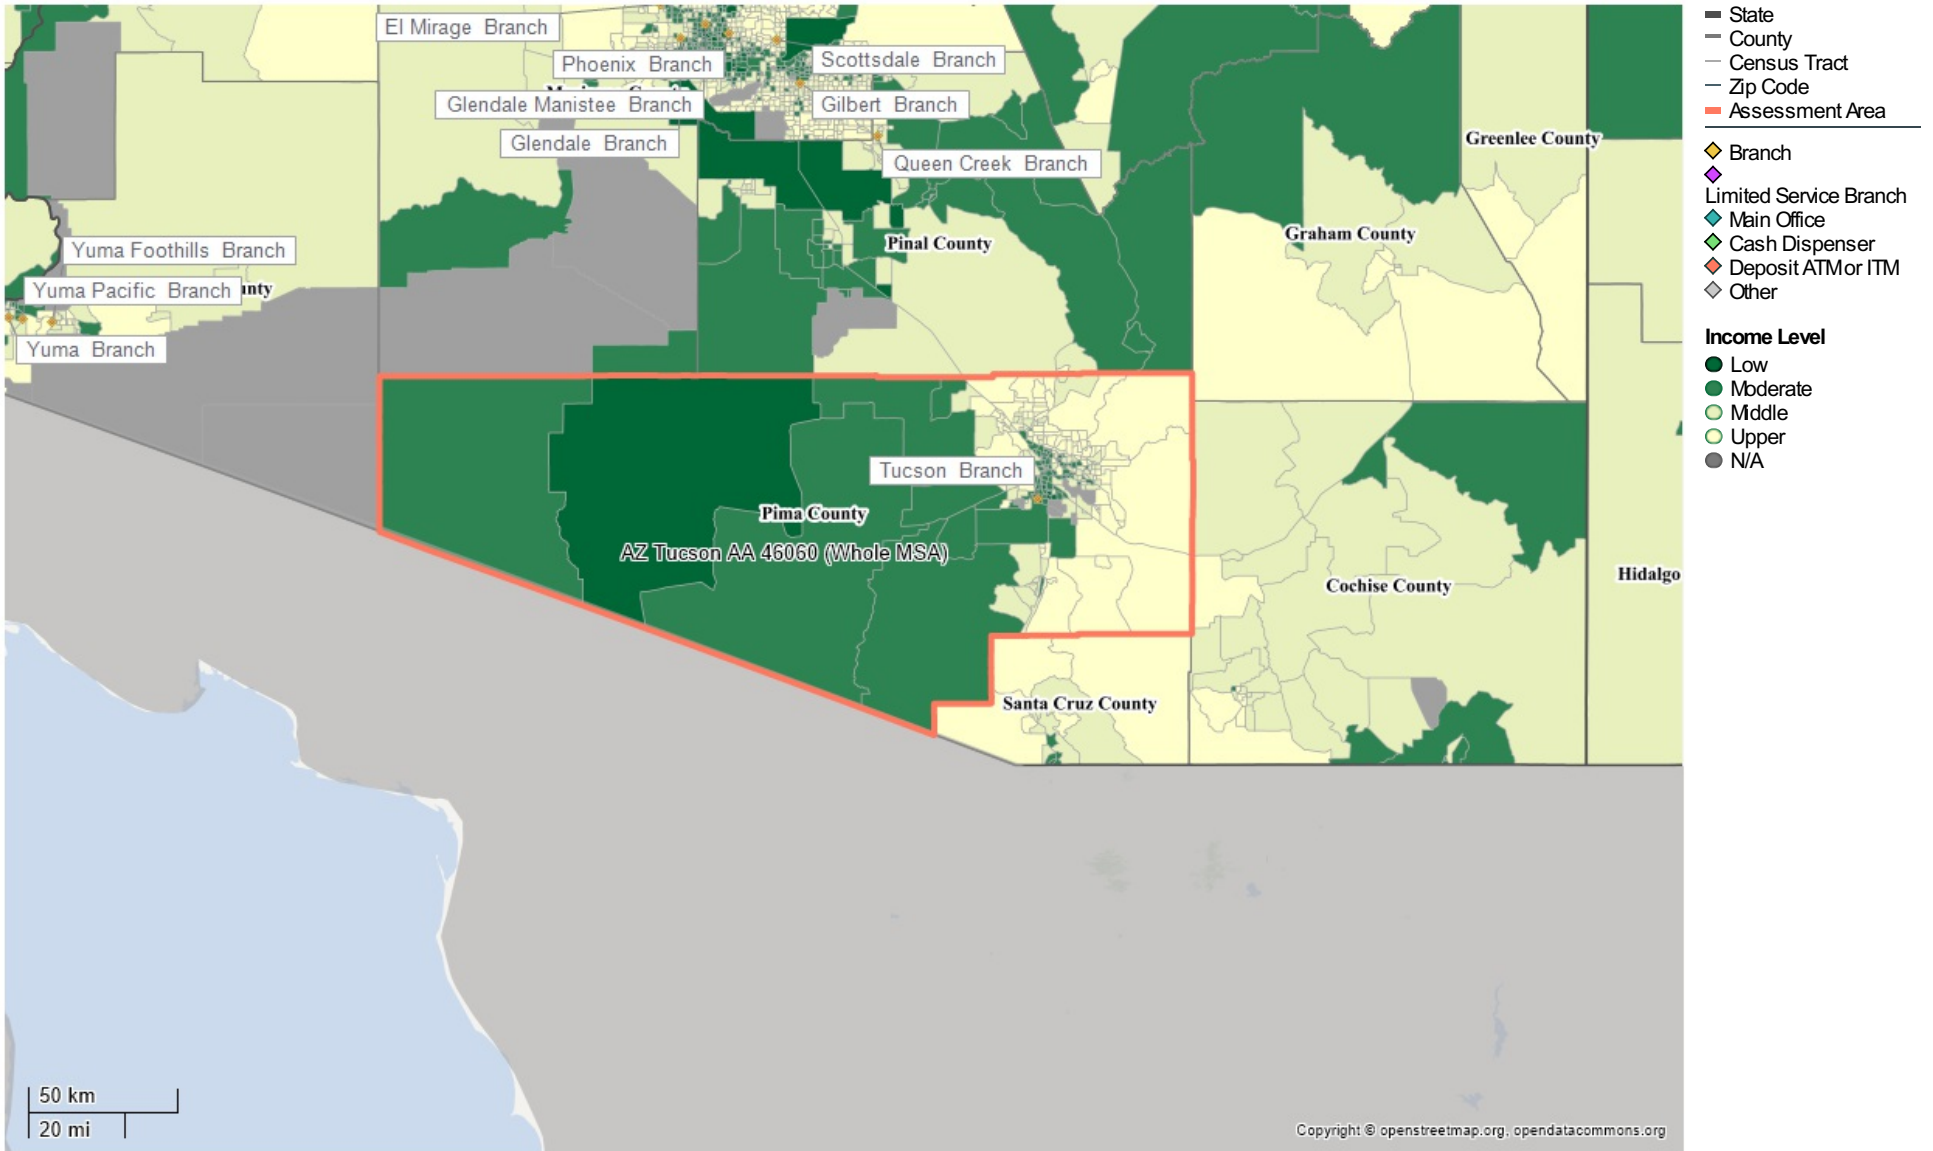 El Mirage Branch
Phoenix Branch
Scottsdale Branch
Glendale Manistee Branch
Gilbert Branch
Glendale Branch
Queen Creek Branch
Greenlee County
Graham County
Pinal County
Yuma Foothills Branch
Yuma Pacific Branch
unty
Yuma Branch
Tucson Branch
Pima County
AZ Tucson AA 46060 (Whole MSA)
Cochise County
Hidalgo
Santa Cruz County
50 km
20 mi
Copyright © openstreetmap.org, opendatacommons.org
State
County
Census Tract
Zip Code
Assessment Area
Branch
Limited Service Branch
Main Office
Cash Dispenser
Deposit ATM or ITM
Other
Income Level
Low
Moderate
Middle
Upper
N/A